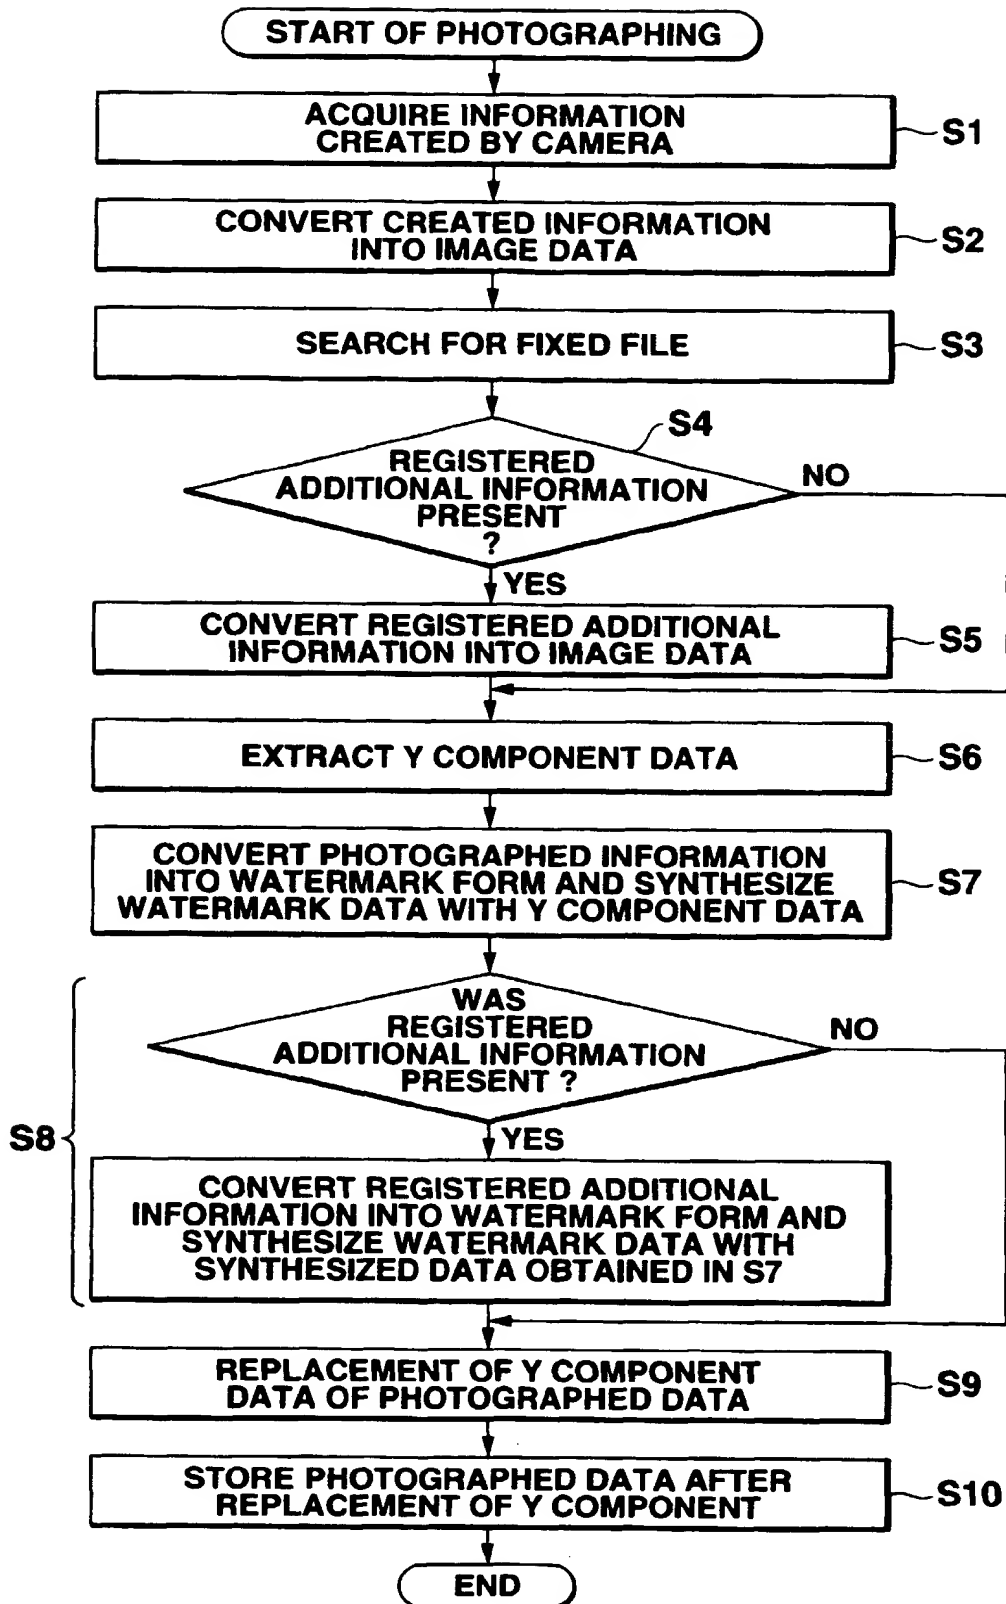 START OF PHOTOGRAPHING
ACQUIRE INFORMATION
CREATED BY CAMERA
S1
CONVERT CREATED INFORMATION
INTO IMAGE DATA
S2
SEARCH FOR FIXED FILE
S3
S4
REGISTERED
ADDITIONAL INFORMATION
PRESENT
?
NO
YES
CONVERT REGISTERED ADDITIONAL
INFORMATION INTO IMAGE DATA
S5
EXTRACT Y COMPONENT DATA
S6
CONVERT PHOTOGRAPHED INFORMATION
INTO WATERMARK FORM AND SYNTHESIZE
WATERMARK DATA WITH Y COMPONENT DATA
S7
WAS
REGISTERED
ADDITIONAL INFORMATION
PRESENT ?
NO
S8
YES
CONVERT REGISTERED ADDITIONAL
INFORMATION INTO WATERMARK FORM AND
SYNTHESIZE WATERMARK DATA WITH
SYNTHESIZED DATA OBTAINED IN S7
REPLACEMENT OF Y COMPONENT
DATA OF PHOTOGRAPHED DATA
S9
STORE PHOTOGRAPHED DATA AFTER
REPLACEMENT OF Y COMPONENT
S10
END